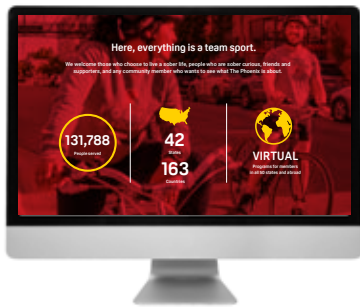 Here, everything is a team sport.
We welcome those who choose to live a sober life, people who are sober curious, friends and
supporters, and any community member who wants to see what The Phoenix is about.
131,788
People served
42
States
163
Countries
VIRTUAL
Programs for members
in all 50 states and abroad